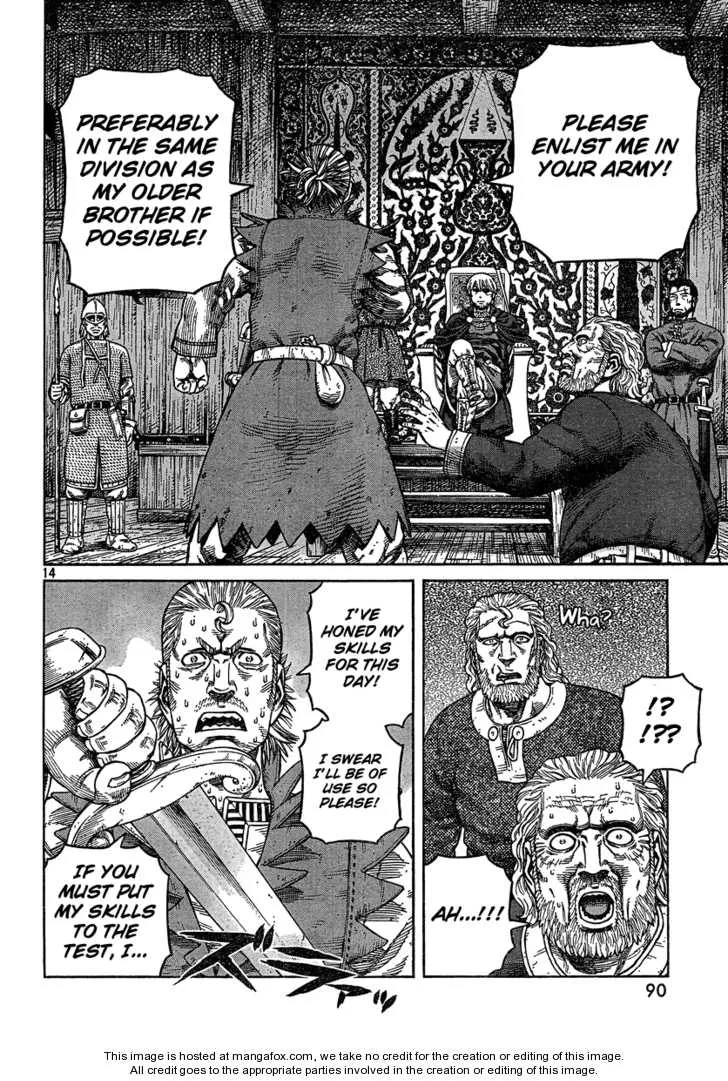 PLEASE
ENLIST ME IN
YOUR ARMY!
PREFERABLY
IN THE SAME
DIVISION AS
MY OLDER
BROTHER IF
POSSIBLE!
14
Wha?
!?
!??
AH...!!!
I'VE
HONED MY
SKILLS
FOR THIS
DAY!
I SWEAR
I'LL BE OF
USE SO
PLEASE!
IF YOU
MUST PUT
MY SKILLS
TO THE
TEST, I...
ズズアッ
90
This image is hosted at mangafox.com, we take no credit for the creation or editing of this image.
All credit goes to the appropriate parties involved in the creation or editing of this image.